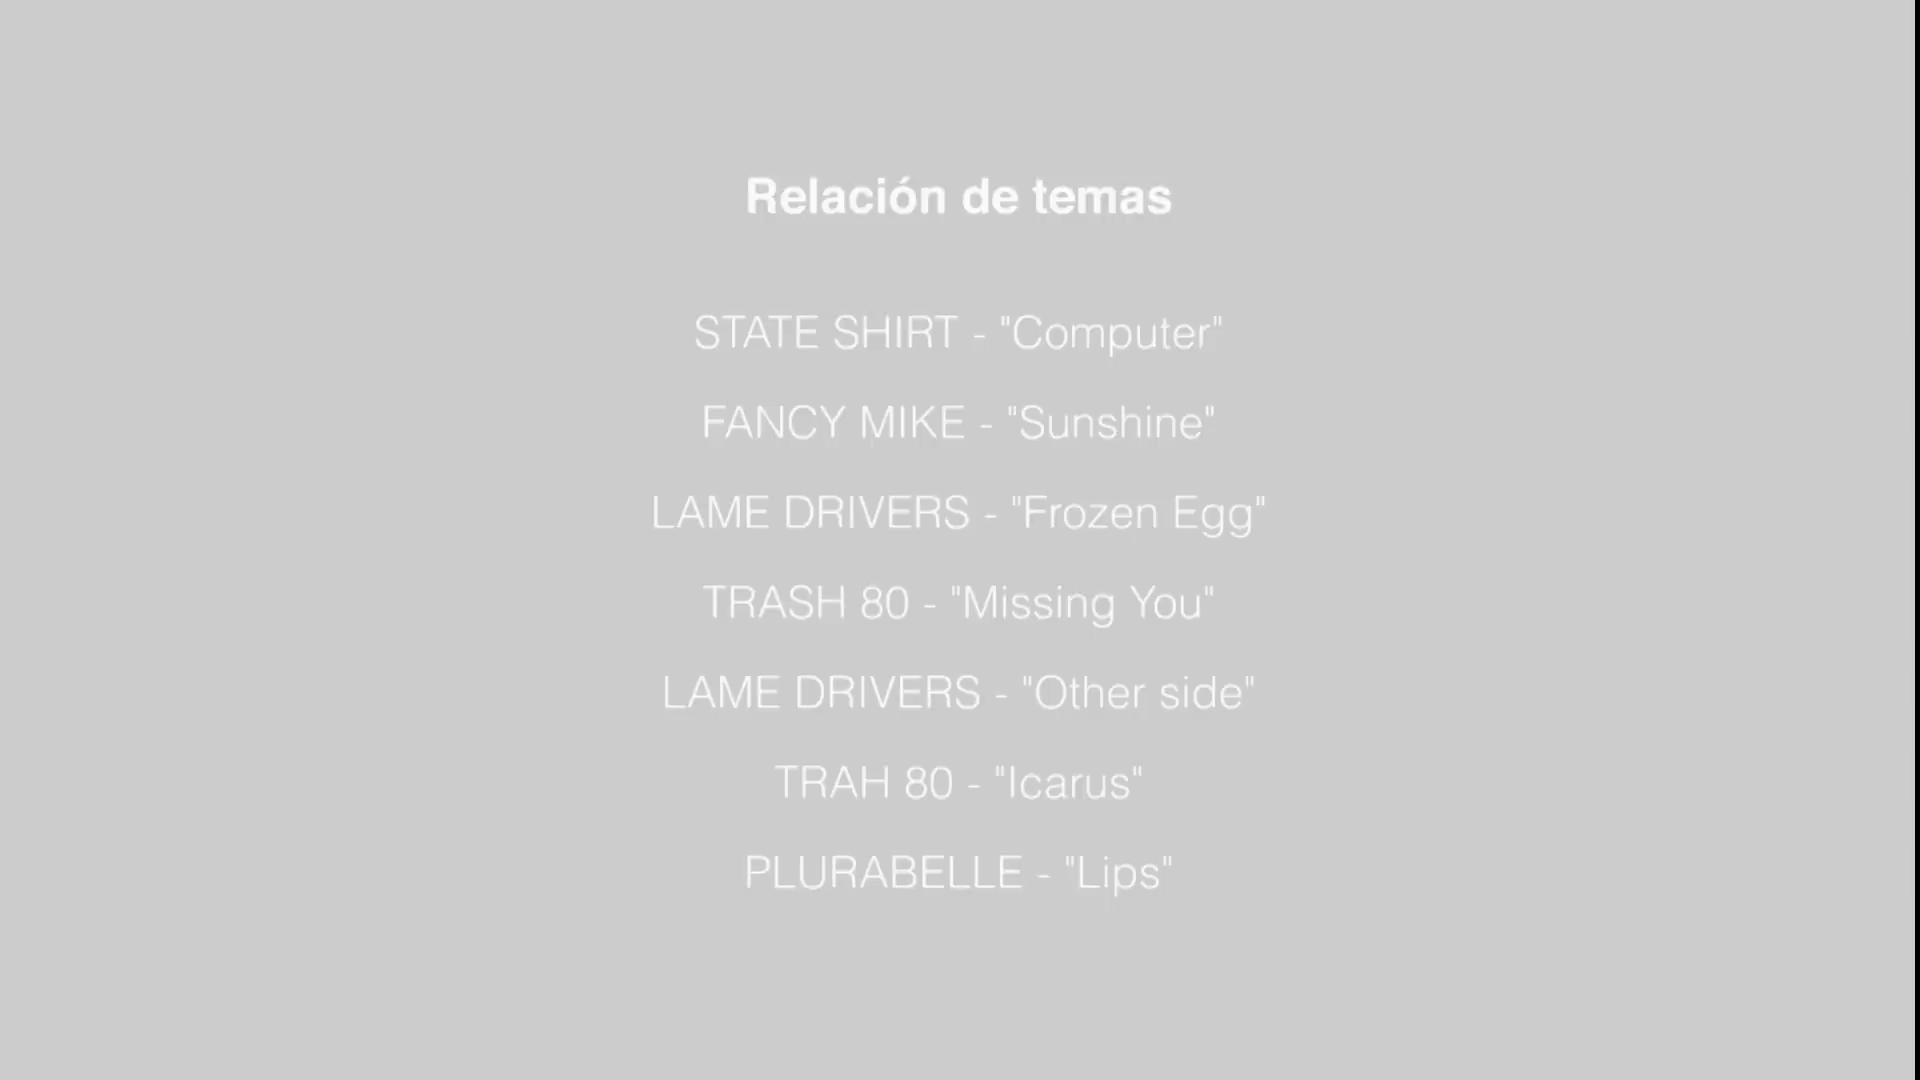 Relación de temas
STATE SHIRT - "Computer"
FANCY MIKE - "Sunshine"
LAME DRIVERS - "Frozen Egg"
TRASH 80 - "Missing You"
LAME DRIVERS - "Other side"
TRAH 80 - "Icarus"
PLURABELLE - "Lips"